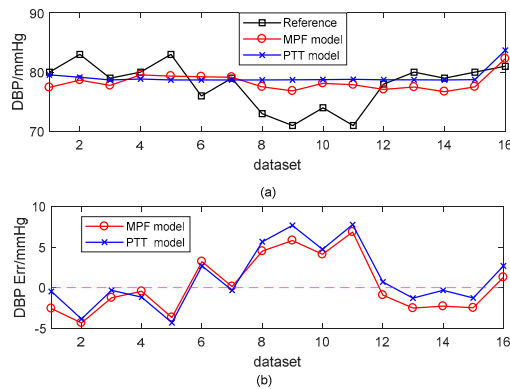 90
80
70
DBP/mmHg
Reference
MPF model
PTT model
2 4 6 8 10 12 14 16
dataset
(a)
10
5
0
-5
DBP Err/mmHg
MPF model
PTT model
2 4 6 8 10 12 14 16
dataset
(b)